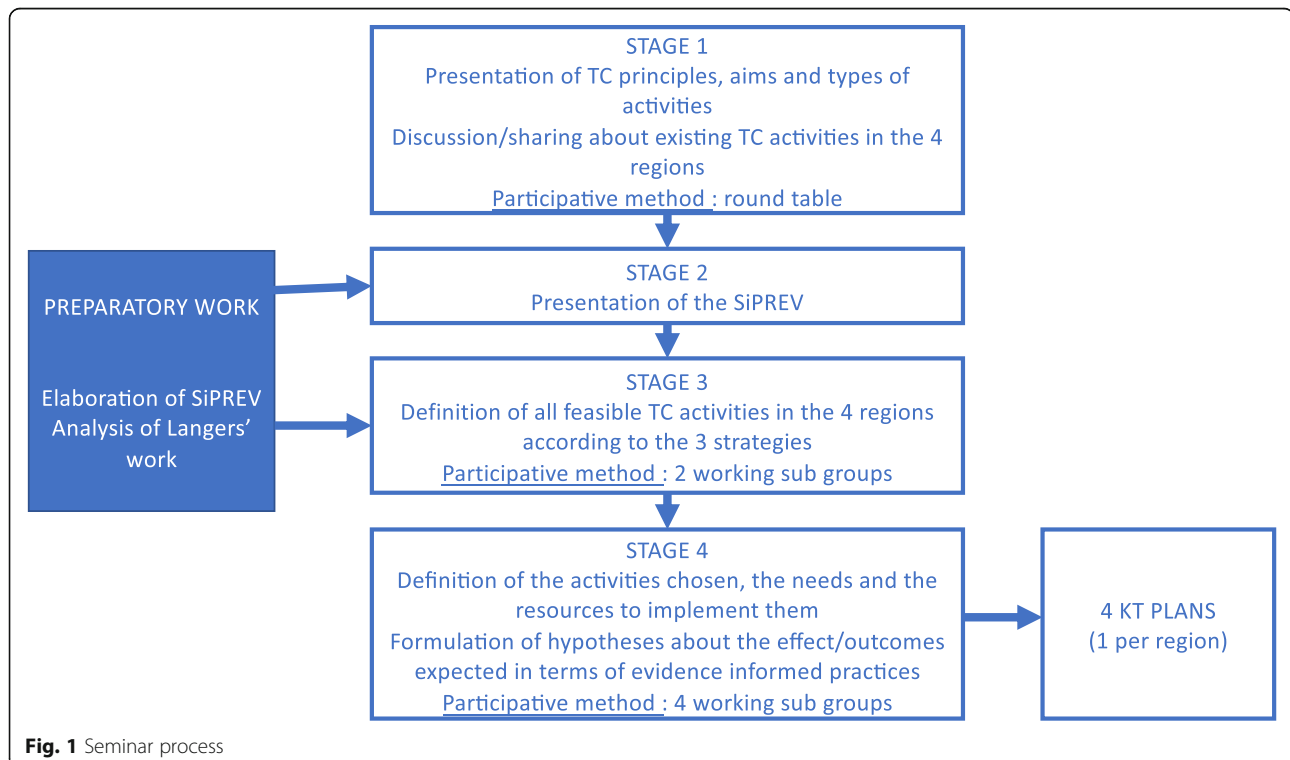 STAGE 1
Presentation of TC principles, aims and types of
activities
Discussion/sharing about existing TC activities in the 4
regions
Participative method : round table
PREPARATORY WORK
Elaboration of SiPREV
Analysis of Langers’
work
STAGE 2
Presentation of the SiPREV
STAGE 3
Definition of all feasible TC activities in the 4 regions
according to the 3 strategies
Participative method : 2 working sub groups
STAGE 4
Definition of the activities chosen, the needs and the
resources to implement them
Formulation of hypotheses about the effect/outcomes
expected in terms of evidence informed practices
Participative method : 4 working sub groups
4 KT PLANS
(1 per region)
Fig. 1 Seminar process